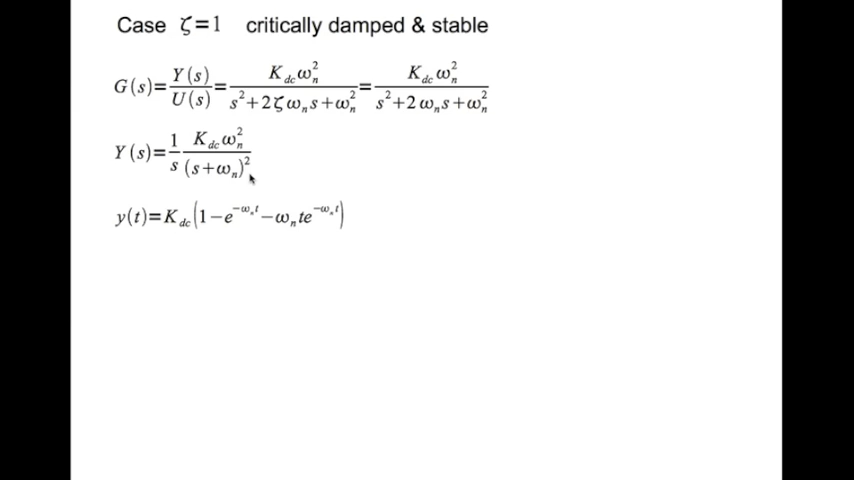 Case ζ=1 critically damped & stable
G(s)=Y(s)/U(s)=K_dc ω_n^2/(s^2+2ζω_n s+ω_n^2)=K_dc ω_n^2/(s^2+2ω_n s+ω_n^2)
Y(s)=1/s K_dc ω_n^2/(s+ω_n)^2
y(t)=K_dc(1−e^{−ω_n t}−ω_n te^{−ω_n t})